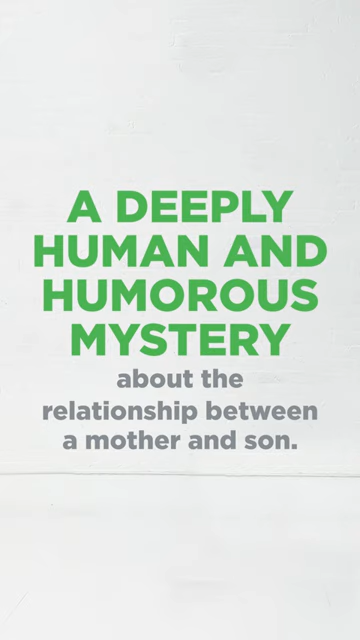 A DEEPLY
HUMAN AND
HUMOROUS
MYSTERY
about the
relationship between
a mother and son.